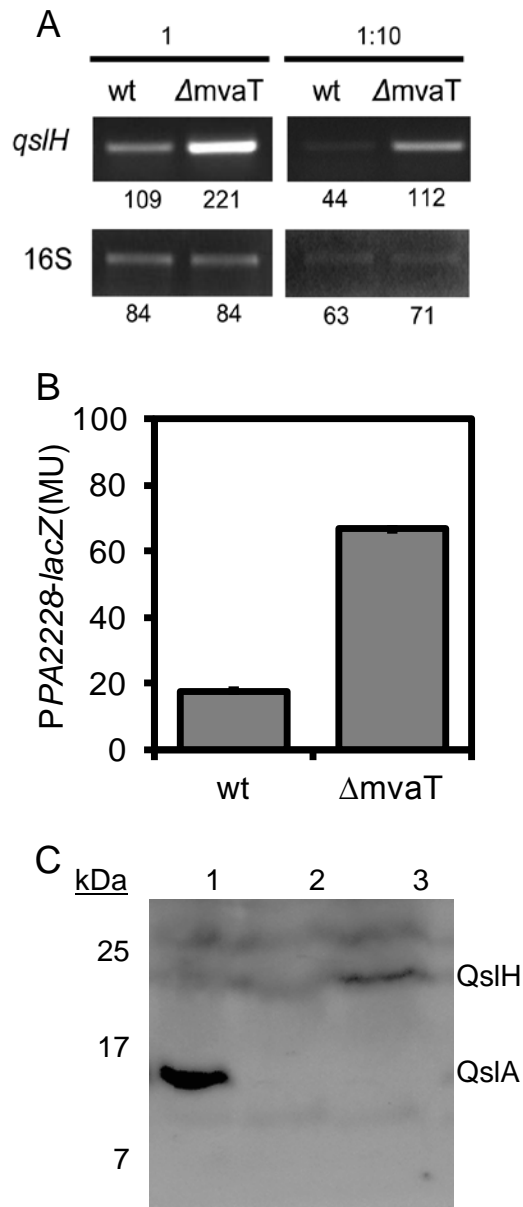 A
1 1:10
wt ΔmvaT wt ΔmvaT
qslH
109 221 44 112
16S
84 84 63 71
B
100
80
60
40
20
0
PPA2228-lacZ(MU)
wt ΔmvaT
C
kDa 1 2 3
25
QslH
17
QslA
7